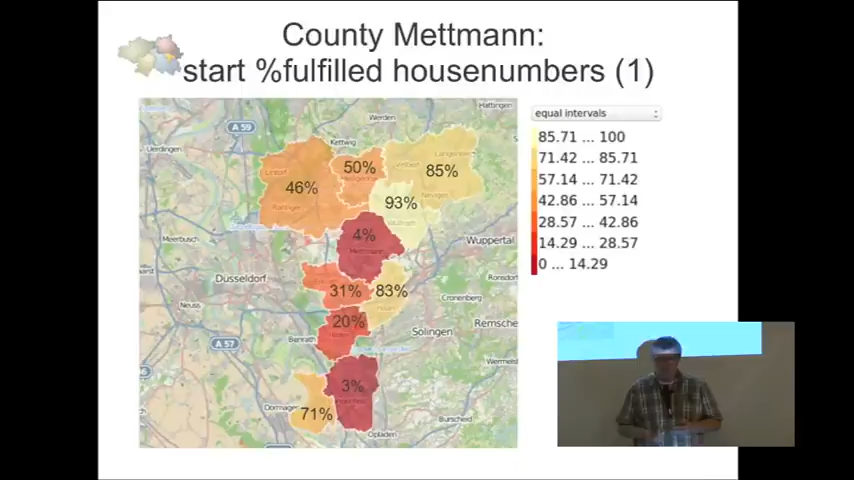 County Mettmann:
start %fulfilled housenumbers (1)
equal intervals
85.71 ... 100
71.42 ... 85.71
57.14 ... 71.42
42.86 ... 57.14
28.57 ... 42.86
14.29 ... 28.57
0 ... 14.29
Hattingen
Werden
A 59
Uerdingen
Kettwig
50%
85%
46%
93%
4%
Meerbusch
Wuppertal
Düsseldorf
31%
83%
Ronsdorf
Cronenberg
Neuss
20%
Solingen
Remsche
A 57
Benrath
Wermels
3%
71%
Dormagen
Burscheid
Opladen